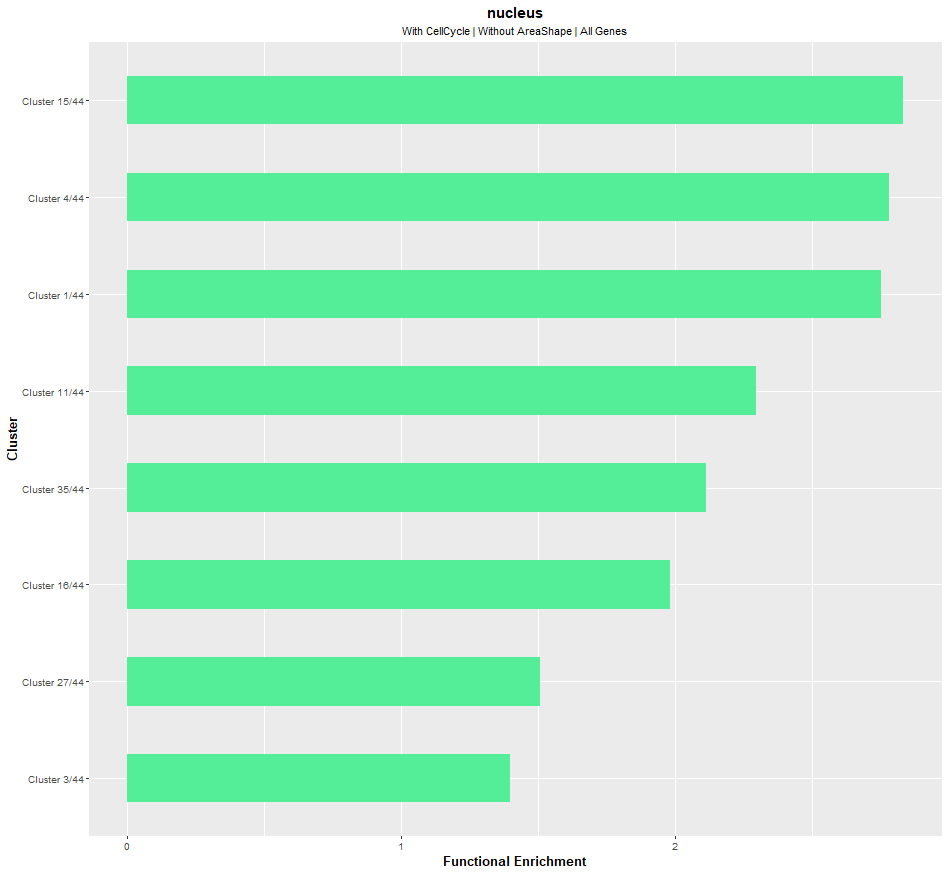 nucleus
With CellCycle | Without AreaShape | All Genes
Cluster 15/44
Cluster 4/44
Cluster 1/44
Cluster 11/44
Cluster 35/44
Cluster 16/44
Cluster 27/44
Cluster 3/44
Cluster
0 1 2
Functional Enrichment